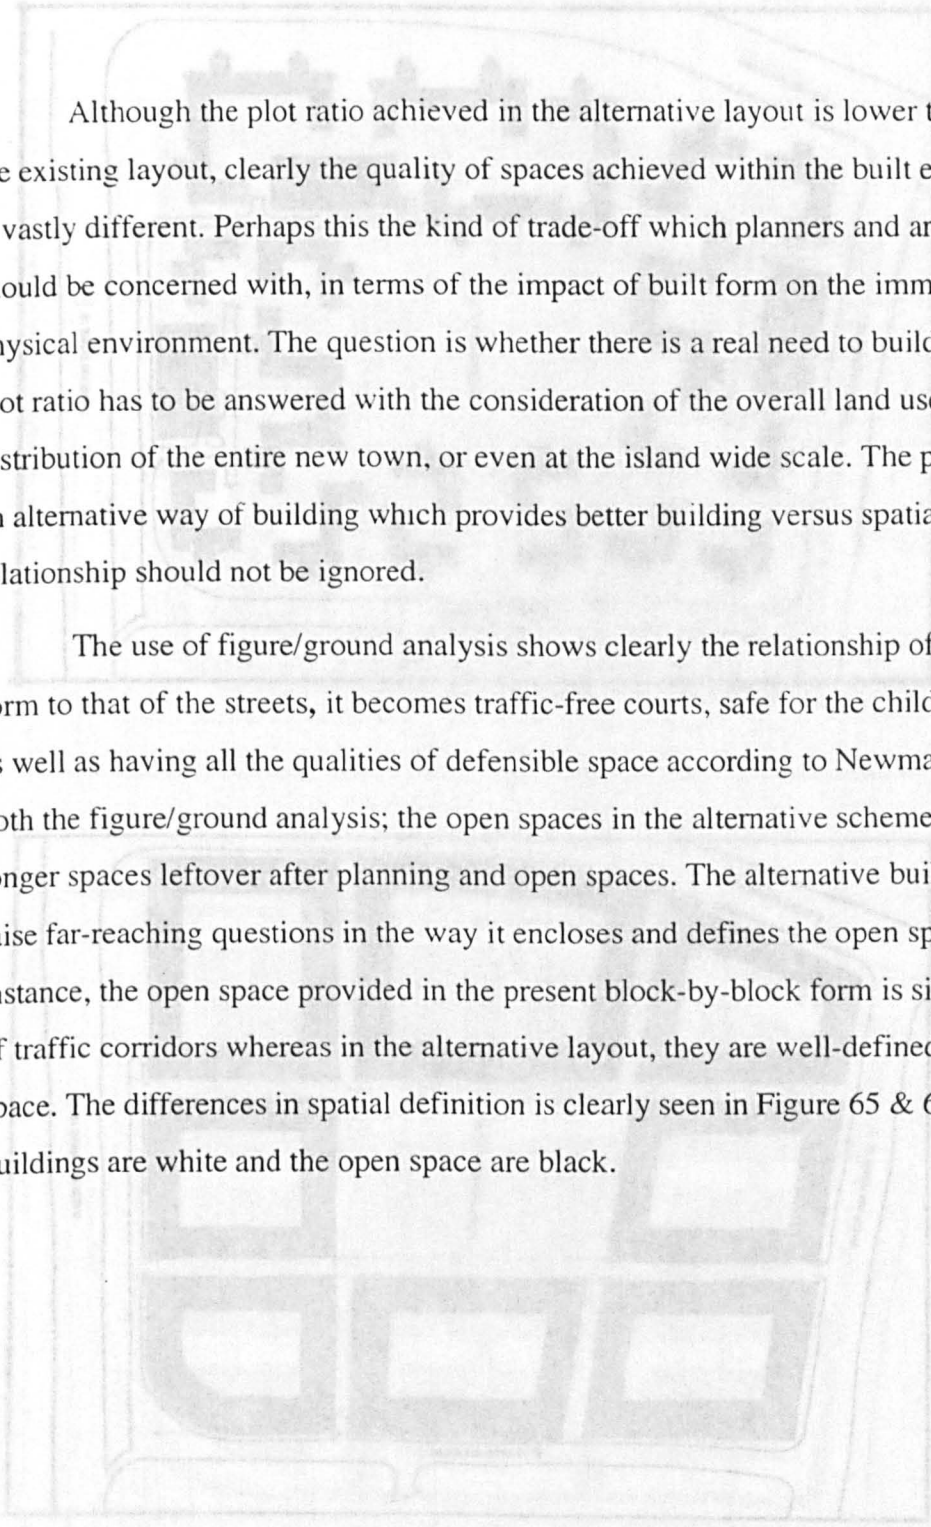 Although the plot ratio achieved in the alternative layout is lower t
e existing layout, clearly the quality of spaces achieved within the built e
vastly different. Perhaps this the kind of trade-off which planners and ar
ould be concerned with, in terms of the impact of built form on the imm
ysical environment. The question is whether there is a real need to build
ot ratio has to be answered with the consideration of the overall land use
stribution of the entire new town, or even at the island wide scale. The p
alternative way of building which provides better building versus spatia
lationship should not be ignored.
The use of figure/ground analysis shows clearly the relationship of
rm to that of the streets, it becomes traffic-free courts, safe for the child
s well as having all the qualities of defensible space according to Newma
oth the figure/ground analysis; the open spaces in the alternative scheme
onger spaces leftover after planning and open spaces. The alternative bui
ise far-reaching questions in the way it encloses and defines the open sp
nstance, the open space provided in the present block-by-block form is si
f traffic corridors whereas in the alternative layout, they are well-defined
pace. The differences in spatial definition is clearly seen in Figure 65 & 6
uildings are white and the open space are black.